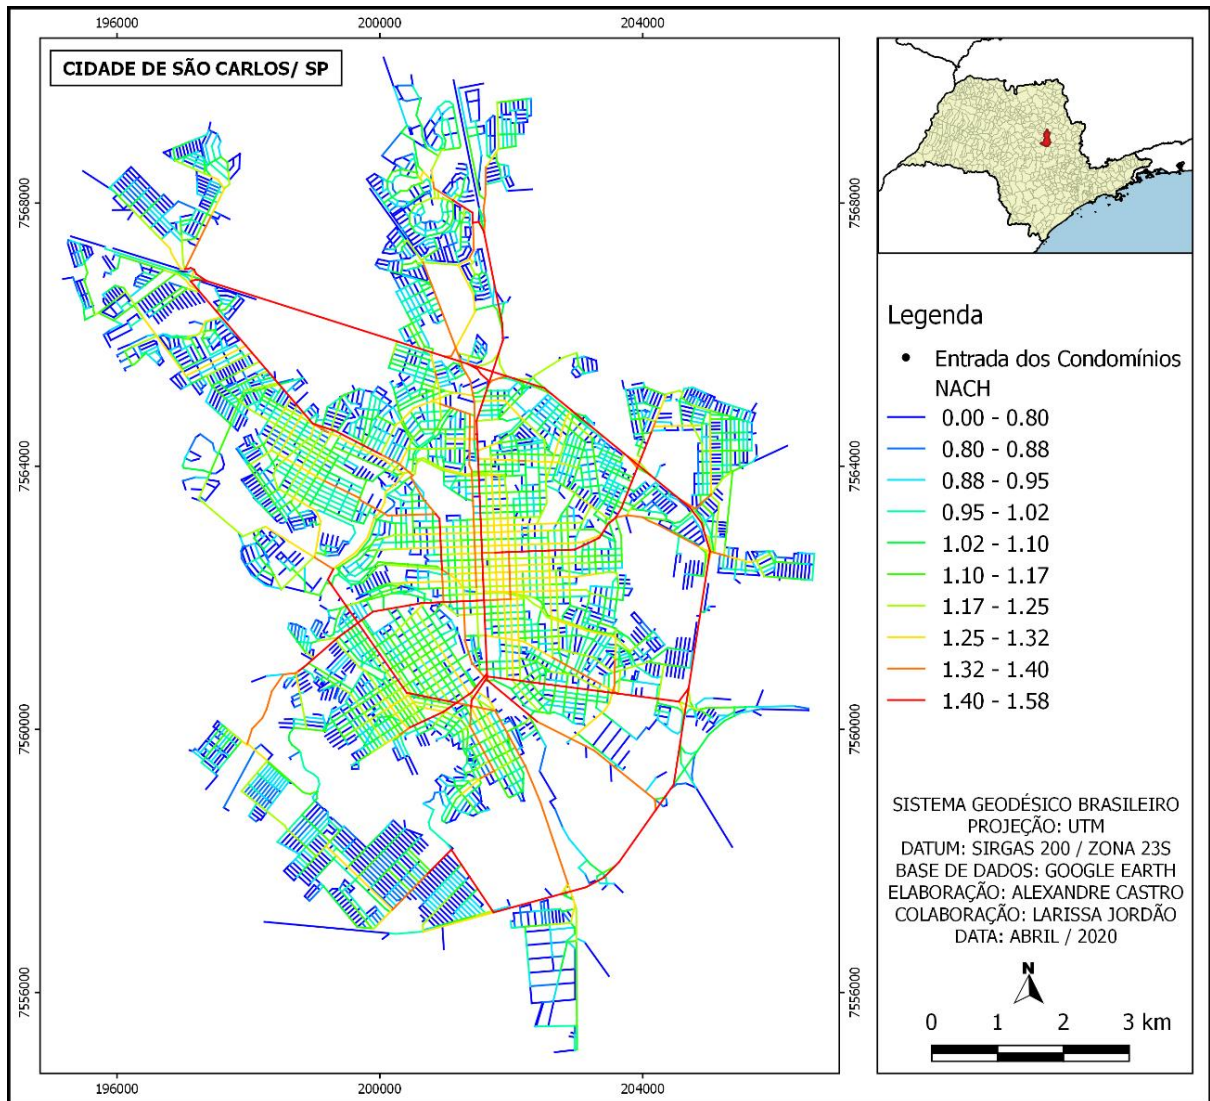 196000
200000
204000
CIDADE DE SÃO CARLOS/ SP
7568000
7568000
7564000
7564000
7560000
7560000
7556000
7556000
196000
200000
204000
Legenda
Entrada dos Condomínios
NACH
0.00 - 0.80
0.80 - 0.88
0.88 - 0.95
0.95 - 1.02
1.02 - 1.10
1.10 - 1.17
1.17 - 1.25
1.25 - 1.32
1.32 - 1.40
1.40 - 1.58
SISTEMA GEODÉSICO BRASILEIRO
PROJEÇÃO: UTM
DATUM: SIRGAS 200 / ZONA 23S
BASE DE DADOS: GOOGLE EARTH
ELABORAÇÃO: ALEXANDRE CASTRO
COLABORAÇÃO: LARISSA JORDÃO
DATA: ABRIL / 2020
N
0 1 2 3 km